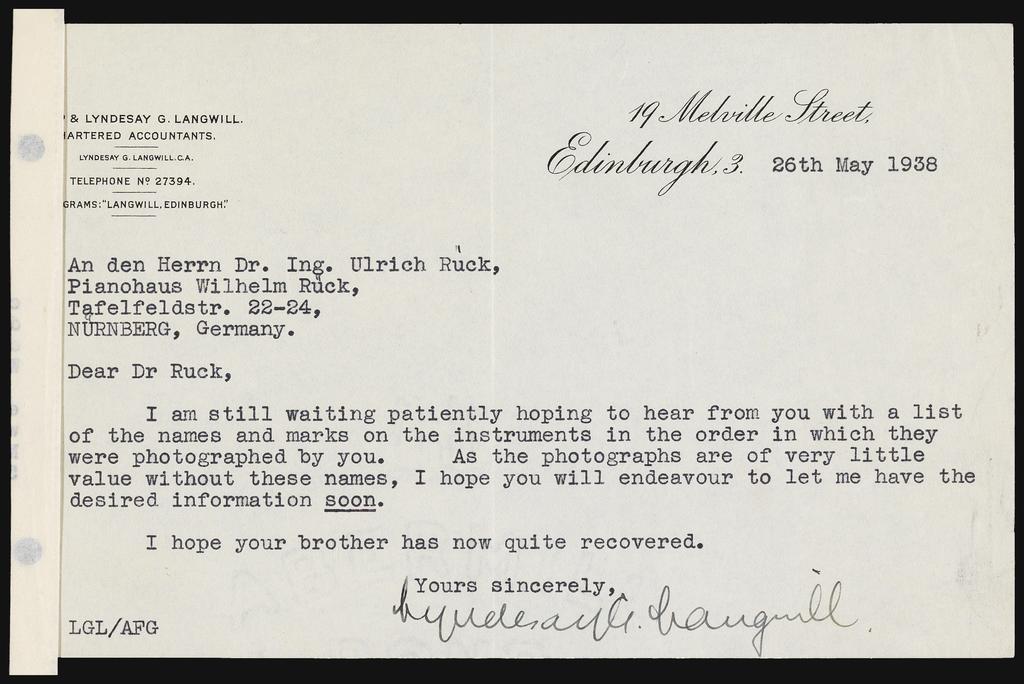 & LYNDESAY G. LANGWILL.
ARTERED ACCOUNTANTS.
LYNDESAY G. LANGWILL.C.A.
TELEPHONE Nº 27394.
GRAMS: "LANGWILL, EDINBURGH."
19 Melville Street,
Edinburgh, 3. 26th May 1938
An den Herrn Dr. Ing. Ulrich Rück,
Pianohaus Wilhelm Rück,
Tafelfeldstr. 22-24,
NÜRNBERG, Germany.
Dear Dr Ruck,
I am still waiting patiently hoping to hear from you with a list
of the names and marks on the instruments in the order in which they
were photographed by you. As the photographs are of very little
value without these names, I hope you will endeavour to let me have the
desired information soon.
I hope your brother has now quite recovered.
Yours sincerely,
Lyndesay G. Langwill.
LGL/AFG